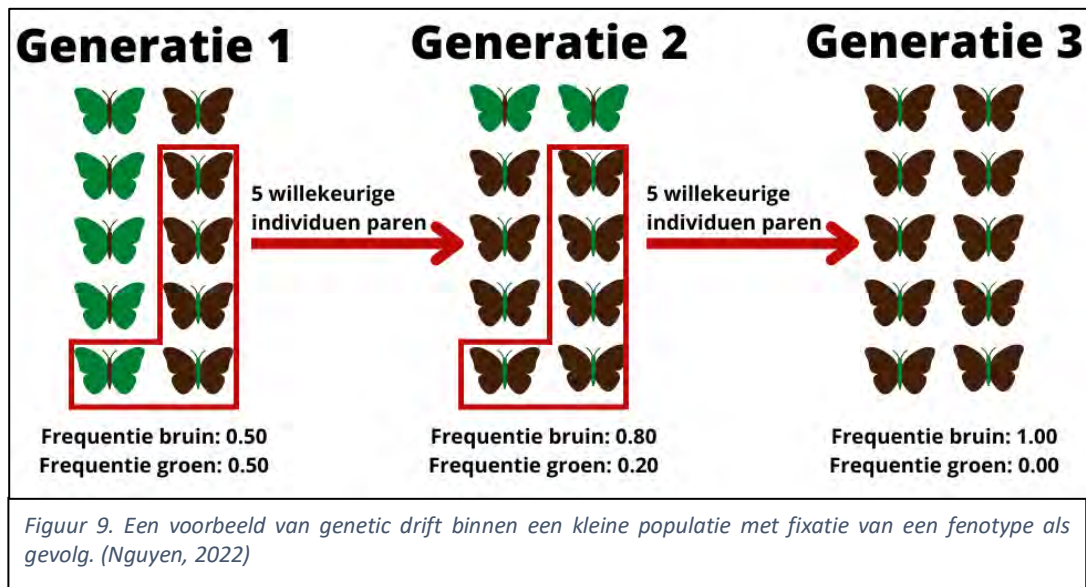 Generatie 1
Generatie 2
Generatie 3
5 willekeurige
individuen paren
5 willekeurige
individuen paren
Frequentie bruin: 0.50
Frequentie groen: 0.50
Frequentie bruin: 0.80
Frequentie groen: 0.20
Frequentie bruin: 1.00
Frequentie groen: 0.00
Figuur 9. Een voorbeeld van genetic drift binnen een kleine populatie met fixatie van een fenotype als
gevolg. (Nguyen, 2022)